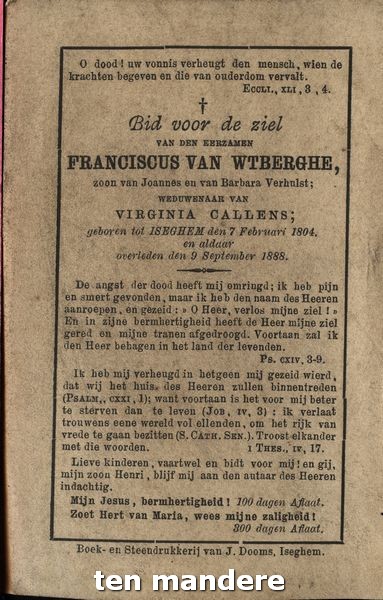 O dood! uw vonnis verheugt den mensch, wien de
krachten begeven en die van ouderdom vervalt.
Eccli., xli, 3, 4.
†
Bid voor de ziel
VAN DEN EERZAMEN
FRANCISCUS VAN WTBERGHE,
zoon van Joannes en van Barbara Verhulst;
WEDUWENAAR VAN
VIRGINIA CALLENS;
geboren tot ISEGHEM den 7 Februari 1804.
en aldaar
overleden den 9 September 1888.
De angst der dood heeft mij omringd; ik heb pijn
en smert gevonden, maar ik heb den naam des Heeren
aanroepen, en gezeid: » O Heer, verlos mijne ziel! »
En in zijne bermhertigheid heeft de Heer mijne ziel
gered en mijne tranen afgedroogd. Voortaan zal ik
den Heer behagen in het land der levenden.
Ps. cxiv, 3-9.
Ik heb mij verheugd in hetgeen mij gezeid wierd,
dat wij het huis des Heeren zullen binnentreden
(Psalm., cxxi, 1); want voortaan is het voor mij beter
te sterven dan te leven (Job, iv, 3) : ik verlaat
trouwens eene wereld vol ellenden, om het rijk van
vrede te gaan bezitten (S. Cath. Sen.). Troost elkander
met die woorden. 1 Thes., iv, 17.
Lieve kinderen, vaartwel en bidt voor mij! en gij,
mijn zoon Henri, blijf mij aan den autaar des Heeren
indachtig.
Mijn Jesus, bermhertigheid! 100 dagen Aflaat.
Zoet Hert van Maria, wees mijne zaligheid!
300 dagen Aflaat.
Boek- en Steendrukkerij van J. Dooms, Iseghem.
ten mandere